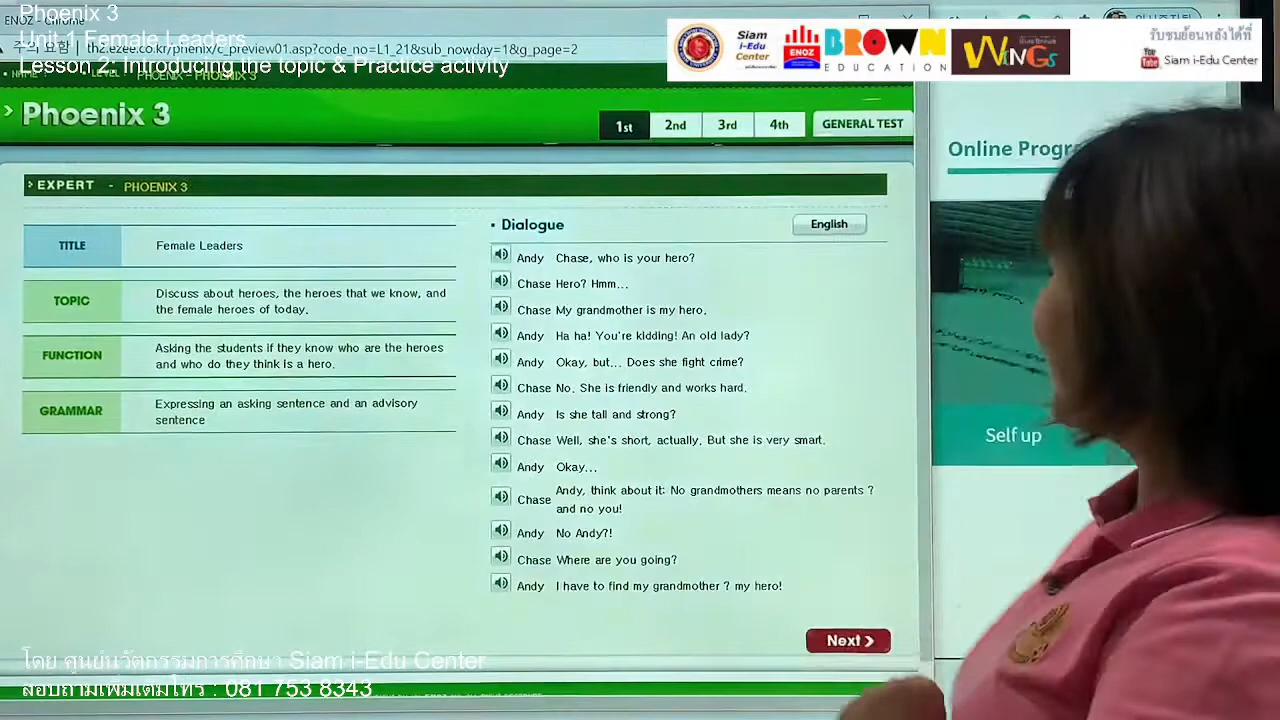 Phoenix 3
Unit 1 Female Leaders
Lesson 2: Introducing the topic & Practice activity
ENOZ - Chrome
th2.ezee.co.kr/phenix/c_preview01.asp?ct_no=L1_21&sub_nowday=1&g_page=2
PHOENIX - PHOENIX 3
Siam
i-Edu
Center
ENOZ
BROWN
EDUCATION
WINGS
รับชมย้อนหลังได้ที่
You Tube Siam i-Edu Center
Phoenix 3
1st 2nd 3rd 4th GENERAL TEST
EXPERT - PHOENIX 3
TITLE Female Leaders
TOPIC Discuss about heroes, the heroes that we know, and
the female heroes of today.
FUNCTION Asking the students if they know who are the heroes
and who do they think is a hero.
GRAMMAR Expressing an asking sentence and an advisory
sentence
Dialogue English
Andy Chase, who is your hero?
Chase Hero? Hmm...
Chase My grandmother is my hero.
Andy Ha ha! You're kidding! An old lady?
Andy Okay, but... Does she fight crime?
Chase No. She is friendly and works hard.
Andy Is she tall and strong?
Chase Well, she's short, actually. But she is very smart.
Andy Okay...
Chase Andy, think about it: No grandmothers means no parents ?
and no you!
Andy No Andy?!
Chase Where are you going?
Andy I have to find my grandmother ? my hero!
Next
Online Progr
Self up
โดย ศูนย์นวัตกรรมการศึกษา Siam i-Edu Center
สอบถามเพิ่มเติมโทร : 081 753 8343